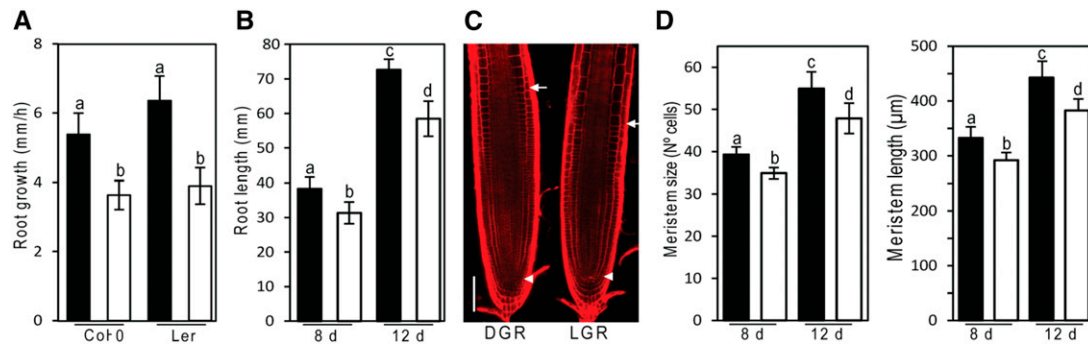 A
Root growth (mm/h)
8
6
4
2
0
a
b
a
b
Col-0
Ler
B
Root length (mm)
80
70
60
50
40
30
20
10
0
a
b
c
d
8 d
12 d
C
DGR
LGR
D
Meristem size (Nº cells)
60
50
40
30
20
10
0
a
b
c
d
8 d
12 d
Meristem length (µm)
500
400
300
200
100
0
a
b
c
d
8 d
12 d